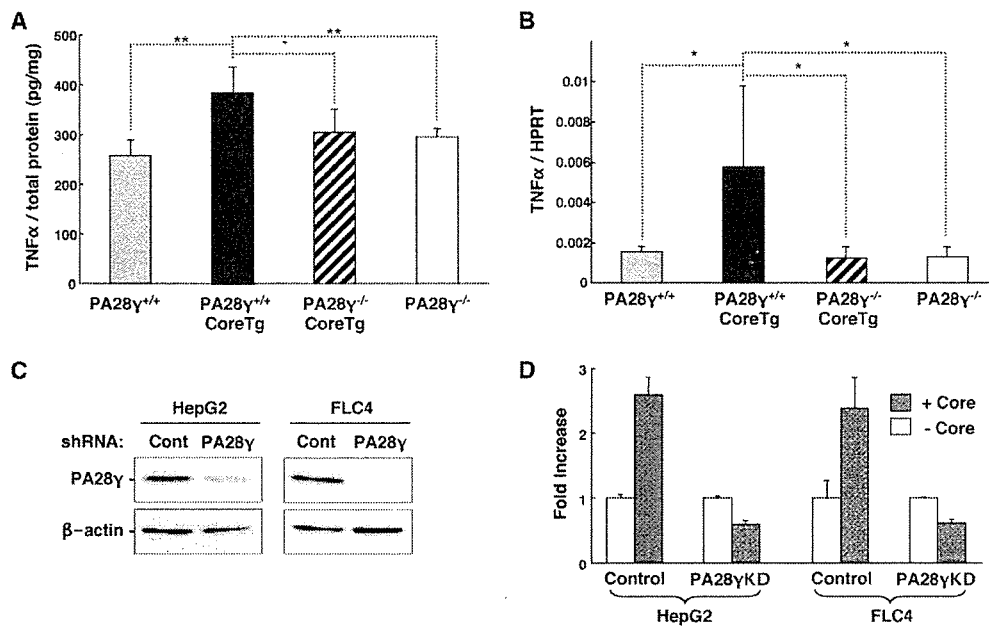 A
TNFα / total protein (pg/mg)
500
400
300
200
100
0
**
*
**
PA28γ+/+
PA28γ+/+ CoreTg
PA28γ-/- CoreTg
PA28γ-/-
B
TNFα / HPRT
0.01
0.008
0.006
0.004
0.002
0
*
*
*
PA28γ+/+
PA28γ+/+ CoreTg
PA28γ-/- CoreTg
PA28γ-/-
C
HepG2 FLC4
shRNA: Cont PA28γ Cont PA28γ
PA28γ
β-actin
D
Fold Increase
3
2
1
0
+ Core
- Core
Control PA28γKD Control PA28γKD
HepG2 FLC4